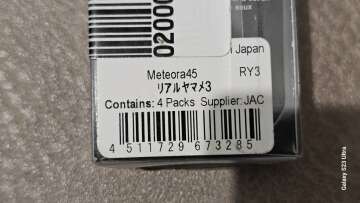 02000
n Japan
Meteora45 RY3
リアルヤマメ3
Contains: 4 Packs Supplier: JAC
4 511729 673285
Galaxy S23 Ultra